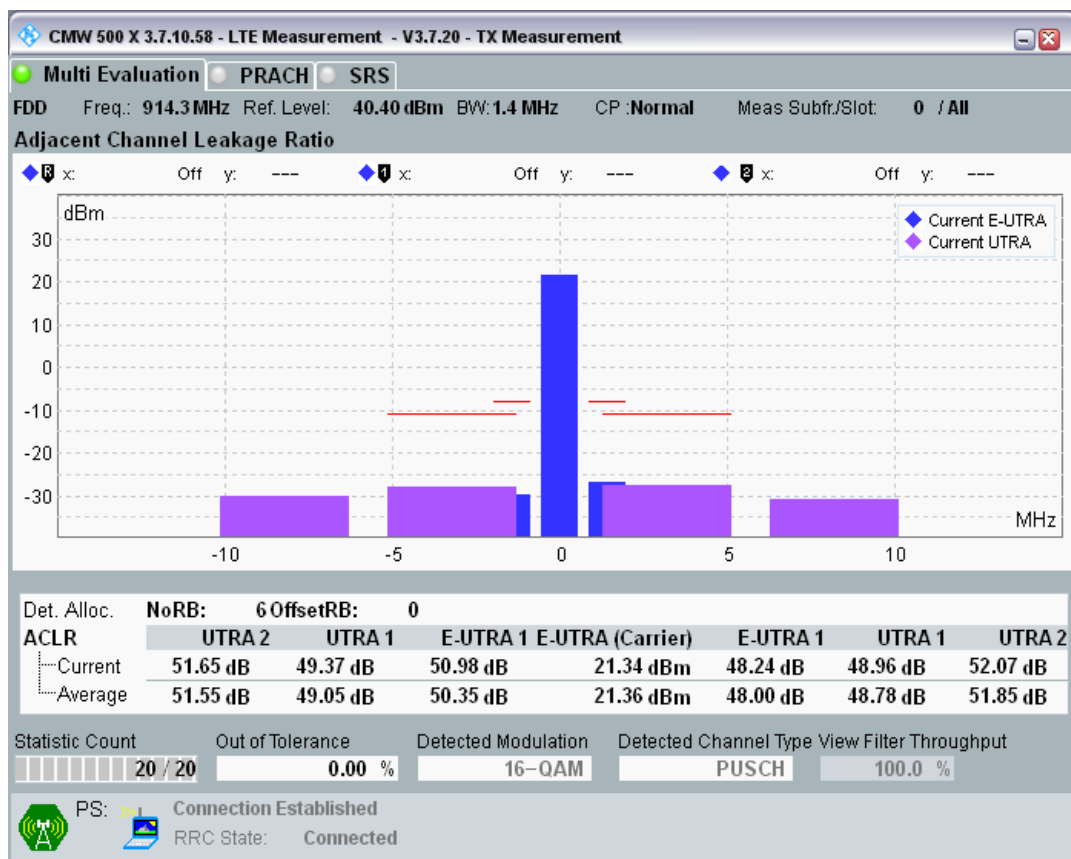 CMW 500 X 3.7.10.58 - LTE Measurement - V3.7.20 - TX Measurement
Multi Evaluation PRACH SRS
FDD Freq.: 914.3 MHz Ref. Level: 40.40 dBm BW: 1.4 MHz CP :Normal Meas Subfr./Slot: 0 / All
Adjacent Channel Leakage Ratio
R x: Off y: --- 1 x: Off y: --- 2 x: Off y: ---
dBm
Current E-UTRA
Current UTRA
30
20
10
0
-10
-20
-30
MHz
-10 -5 0 5 10
Det. Alloc. NoRB: 6 OffsetRB: 0
ACLR UTRA 2 UTRA 1 E-UTRA 1 E-UTRA (Carrier) E-UTRA 1 UTRA 1 UTRA 2
Current 51.65 dB 49.37 dB 50.98 dB 21.34 dBm 48.24 dB 48.96 dB 52.07 dB
Average 51.55 dB 49.05 dB 50.35 dB 21.36 dBm 48.00 dB 48.78 dB 51.85 dB
Statistic Count Out of Tolerance Detected Modulation Detected Channel Type View Filter Throughput
20 / 20 0.00 % 16-QAM PUSCH 100.0 %
PS: Connection Established
RRC State: Connected